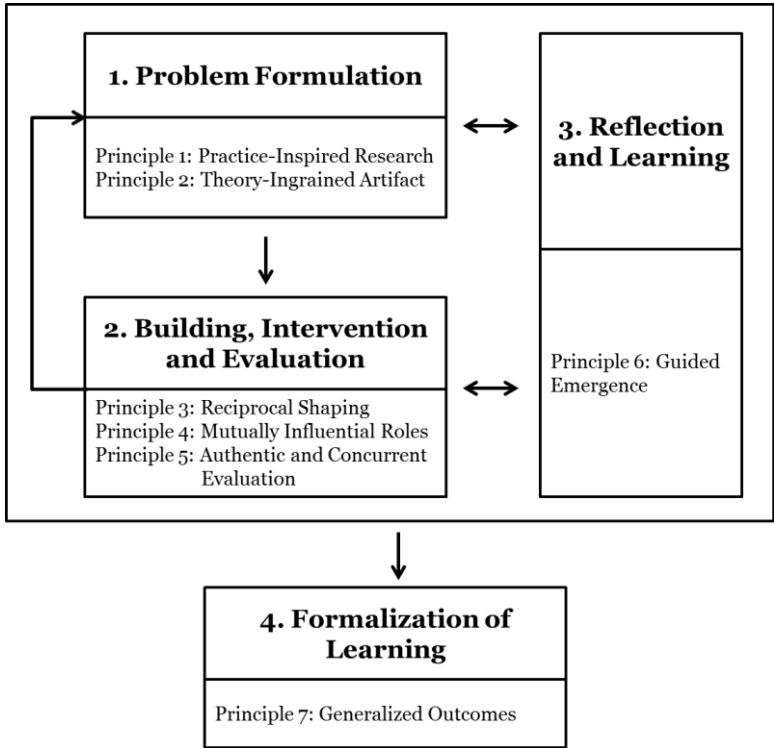 1. Problem Formulation
Principle 1: Practice-Inspired Research
Principle 2: Theory-Ingrained Artifact
2. Building, Intervention
and Evaluation
Principle 3: Reciprocal Shaping
Principle 4: Mutually Influential Roles
Principle 5: Authentic and Concurrent
Evaluation
3. Reflection
and Learning
Principle 6: Guided
Emergence
4. Formalization of
Learning
Principle 7: Generalized Outcomes